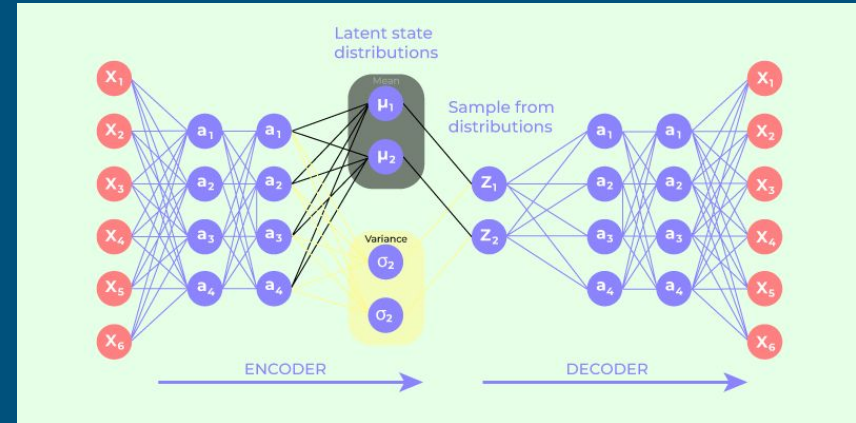 Latent state
distributions
Mean
Sample from
distributions
X₁
X₂
X₃
X₄
X₅
X₆
a₁
a₂
a₃
a₄
a₁
a₂
a₃
a₄
μ₁
μ₂
Variance
σ₂
σ₂
Z₁
Z₂
a₁
a₂
a₃
a₄
a₁
a₂
a₃
a₄
X₁
X₂
X₃
X₄
X₅
X₆
ENCODER
DECODER